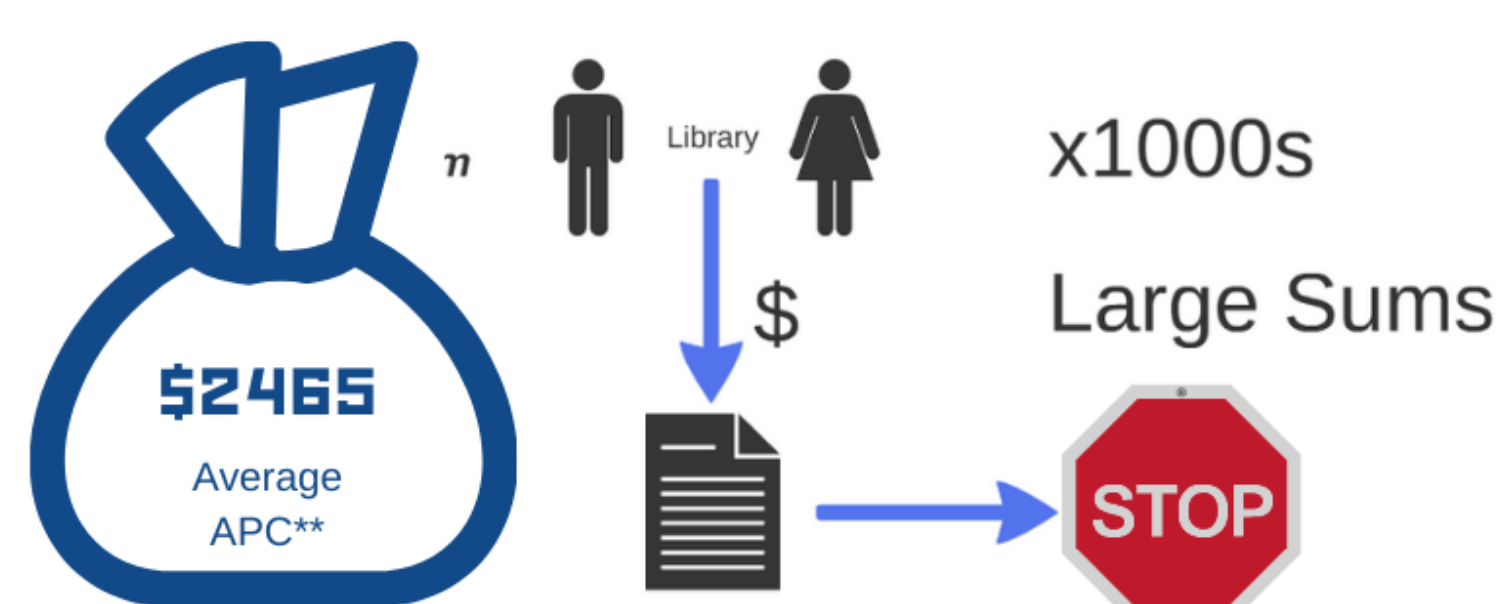 n
Library
x1000s
$
Large Sums
$2465
Average
APC**
STOP